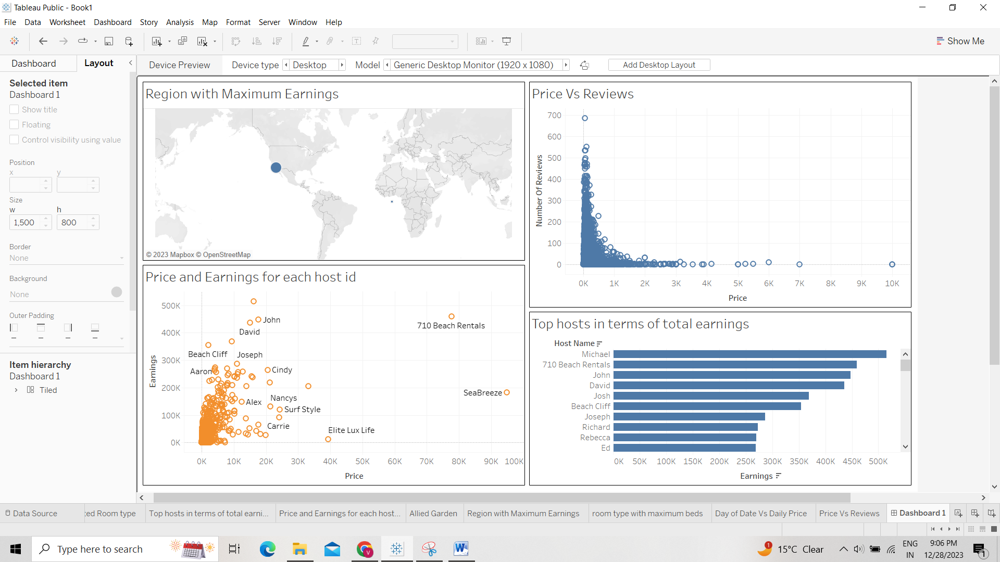 Tableau Public - Book1
File Data Worksheet Dashboard Story Analysis Map Format Server Window Help
Show Me
Dashboard Layout
Device Preview Device type Desktop Model Generic Desktop Monitor (1920 x 1080) Add Desktop Layout
Selected item
Dashboard 1
Show title
Floating
Control visibility using value
Position
x y
Size
w h
1,500 800
Border
None
Background
None
Outer Padding
Item hierarchy
Dashboard 1
Tiled
Region with Maximum Earnings
© 2023 Mapbox © OpenStreetMap
Price Vs Reviews
700
600
500
400
300
200
100
0
Number Of Reviews
0K 1K 2K 3K 4K 5K 6K 7K 8K 9K 10K
Price
Price and Earnings for each host id
500K
400K
300K
200K
100K
0K
Earnings
John
710 Beach Rentals
David
Beach Cliff Joseph
Aaron Cindy
SeaBreeze
Nancys
Alex
Surf Style
Carrie
Elite Lux Life
0K 10K 20K 30K 40K 50K 60K 70K 80K 90K 100K
Price
Top hosts in terms of total earnings
Host Name
Michael
710 Beach Rentals
John
David
Josh
Beach Cliff
Joseph
Richard
Rebecca
Ed
0K 50K 100K 150K 200K 250K 300K 350K 400K 450K 500K
Earnings
Data Source ted Room type Top hosts in terms of total earni... Price and Earnings for each host... Allied Garden Region with Maximum Earnings room type with maximum beds Day of Date Vs Daily Price Price Vs Reviews Dashboard 1
Type here to search
1
15°C Clear
ENG
IN
9:06 PM
12/28/2023
1